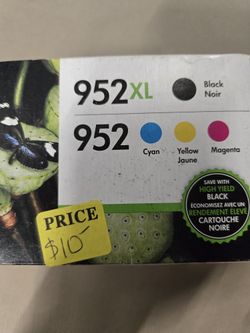 952XL
Black
Noir
952
Cyan
Yellow
Jaune
Magenta
PRICE
$10-
SAVE WITH
HIGH YIELD
BLACK
ECONOMISEZ AVEC UN
RENDEMENT ÉLEVÉ
CARTOUCHE
NOIRE